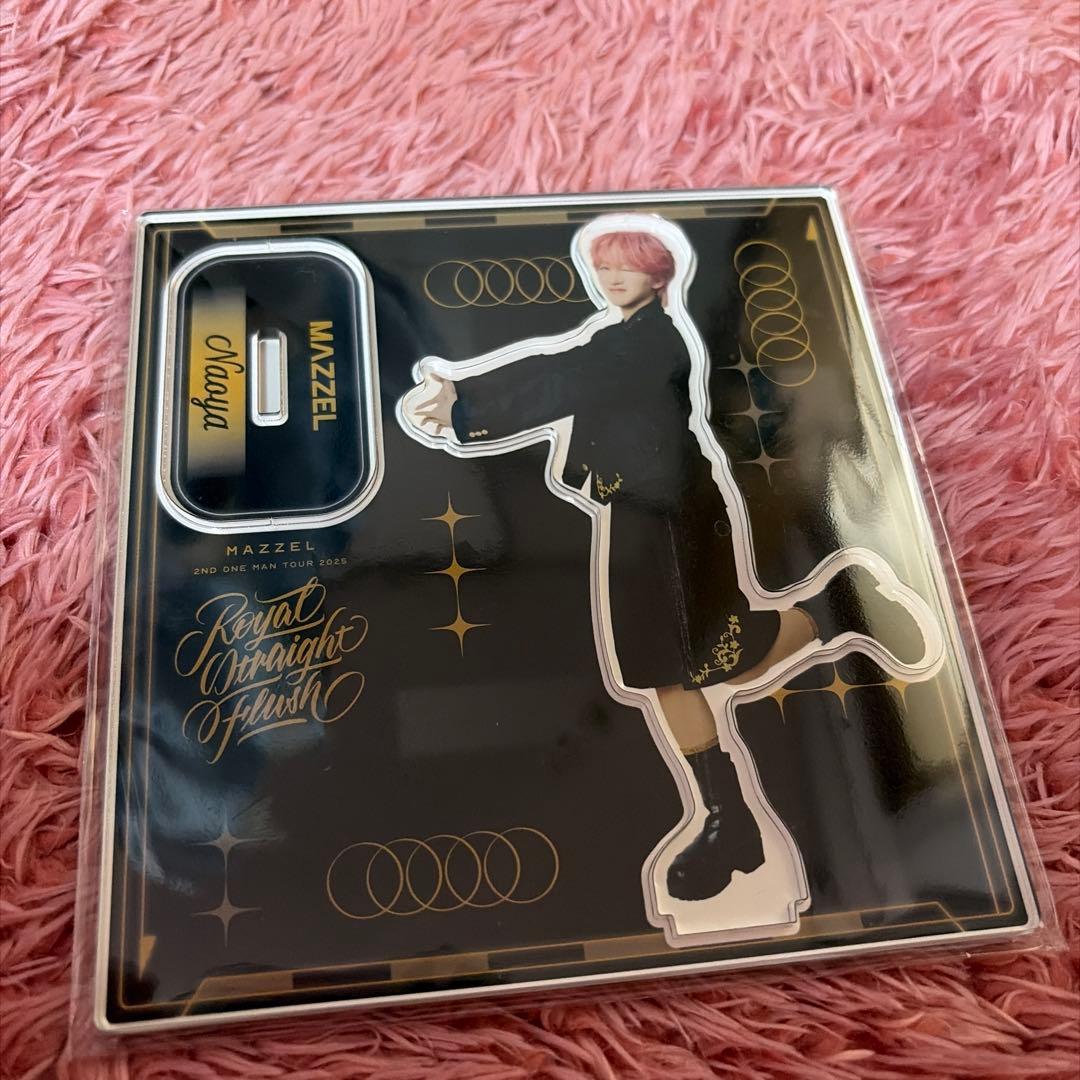 MAZZEL
Naoya
MAZZEL
2ND ONE MAN TOUR 2025
Royal
Straight
Flush